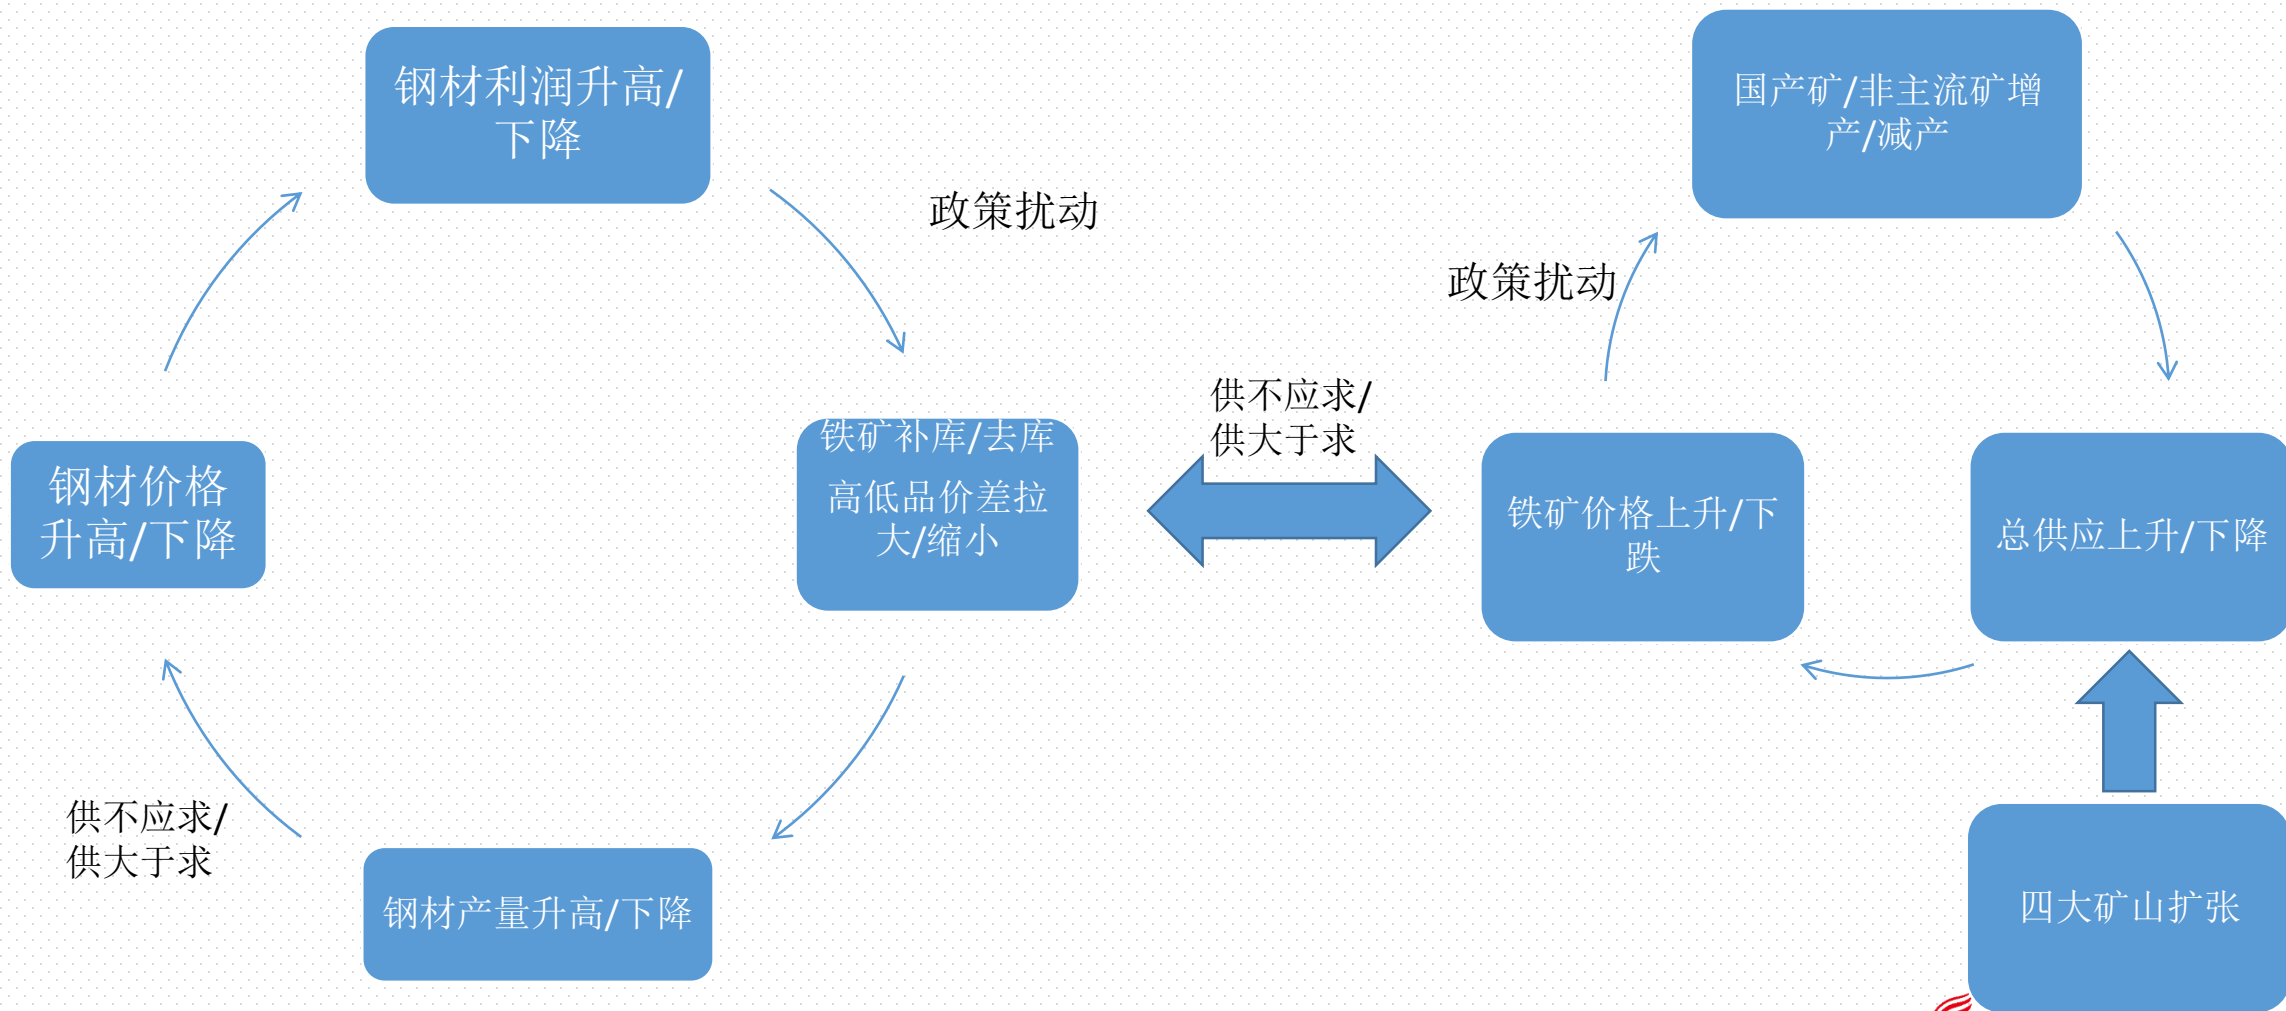 钢材利润升高/
下降
政策扰动
钢材价格
升高/下降
铁矿补库/去库
高低品价差拉
大/缩小
供不应求/
供大于求
钢材产量升高/下降
供不应求/
供大于求
国产矿/非主流矿增
产/减产
政策扰动
铁矿价格上升/下
跌
总供应上升/下降
四大矿山扩张